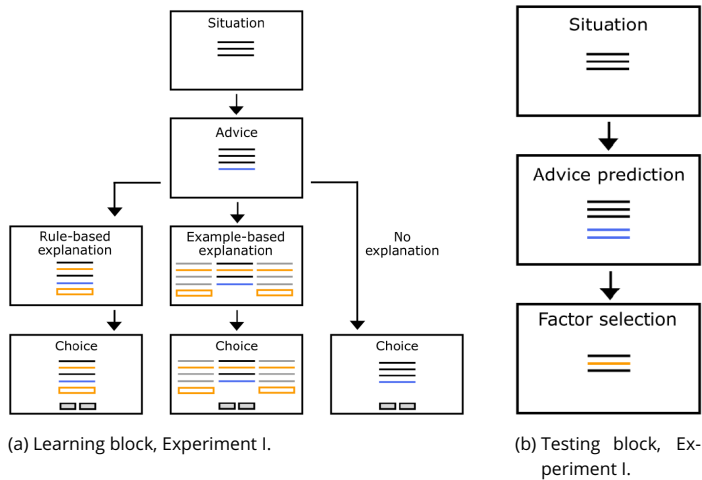 Situation
Advice
Rule-based
explanation
Example-based
explanation
No
explanation
Choice
Choice
Choice
(a) Learning block, Experiment I.
Situation
Advice prediction
Factor selection
(b) Testing block, Ex-
periment I.